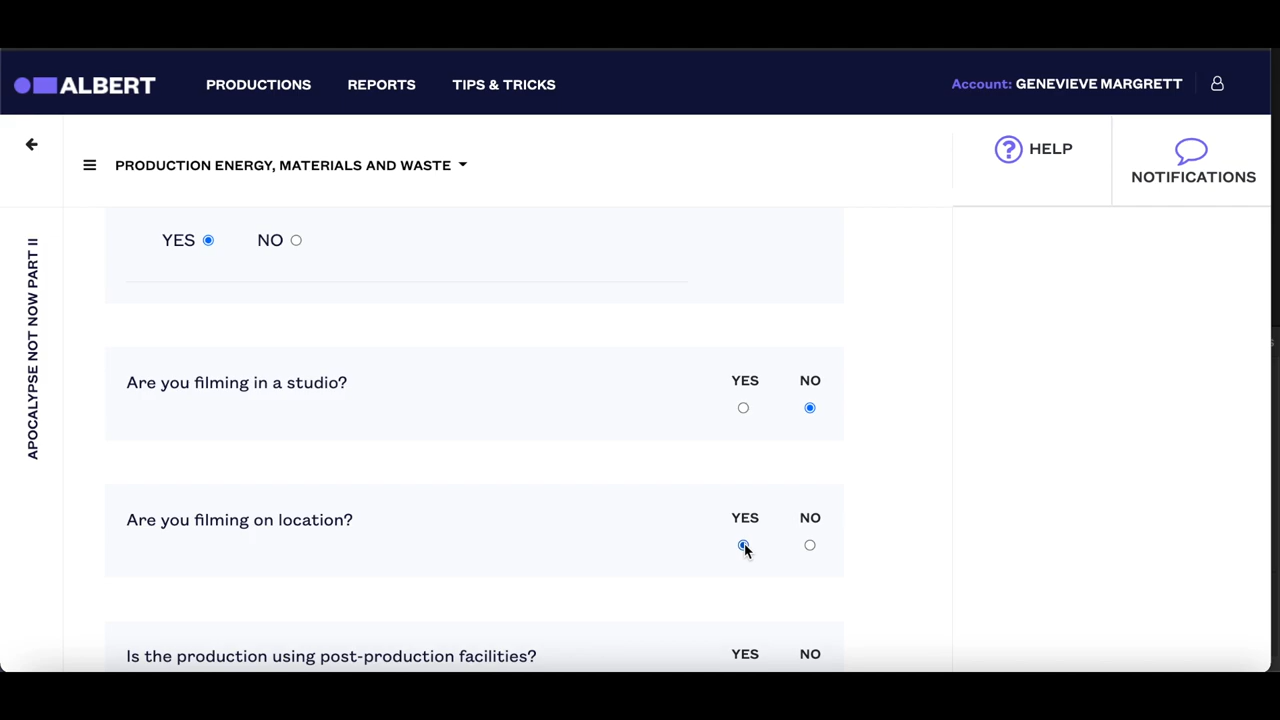 ALBERT
PRODUCTIONS
REPORTS
TIPS & TRICKS
Account: GENEVIEVE MARGRETT
PRODUCTION ENERGY, MATERIALS AND WASTE
? HELP
NOTIFICATIONS
APOCALYPSE NOT NOW PART II
YES
NO
Are you filming in a studio?
YES
NO
Are you filming on location?
YES
NO
Is the production using post-production facilities?
YES
NO